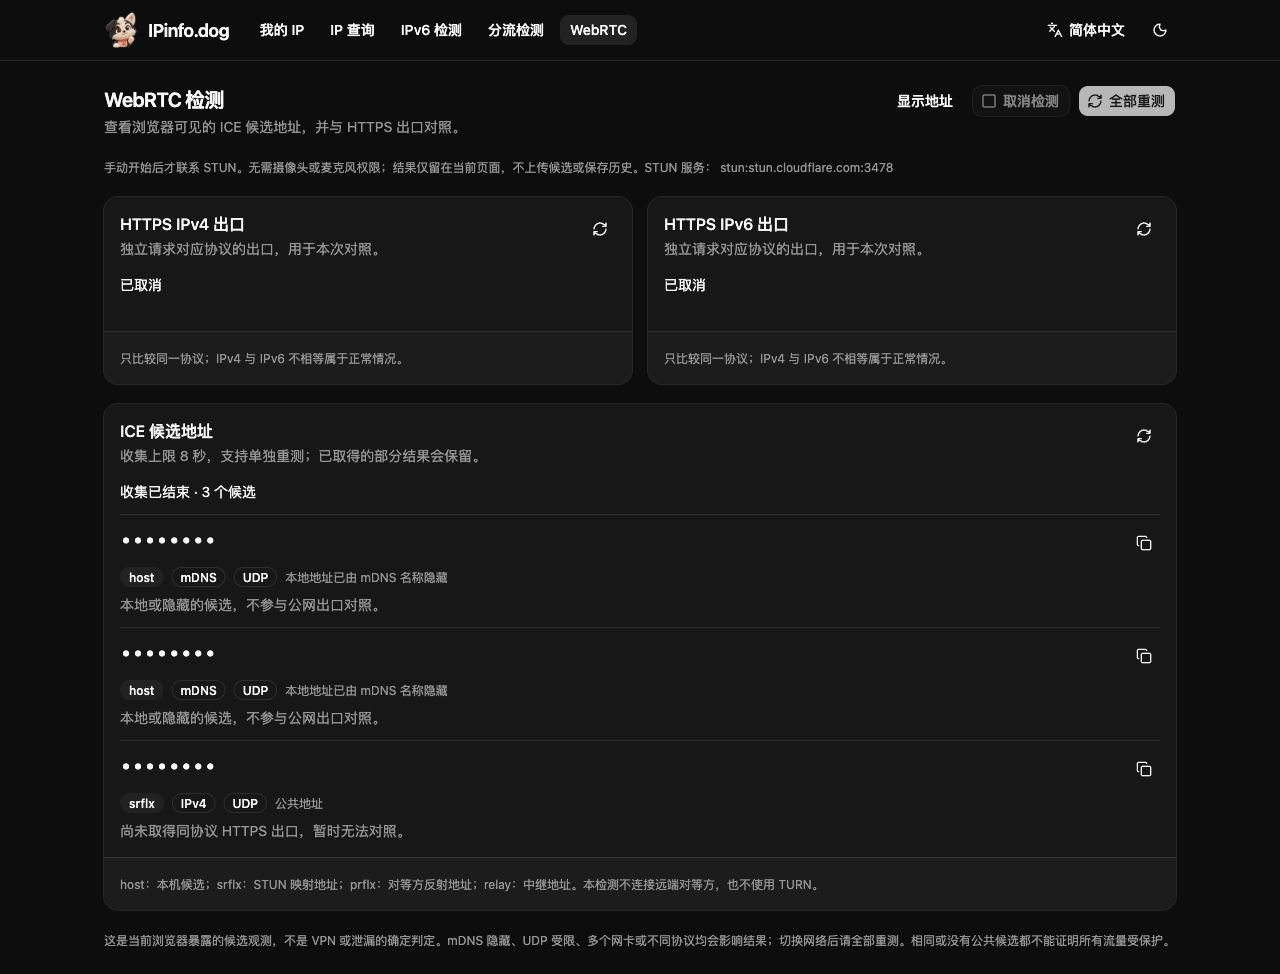 IPinfo.dog 我的 IP IP 查询 IPv6 检测 分流检测 WebRTC 简体中文
WebRTC 检测
显示地址 取消检测 全部重测
查看浏览器可见的 ICE 候选地址，并与 HTTPS 出口对照。
手动开始后才联系 STUN。无需摄像头或麦克风权限；结果仅留在当前页面，不上传候选或保存历史。STUN 服务： stun:stun.cloudflare.com:3478
HTTPS IPv4 出口
独立请求对应协议的出口，用于本次对照。
已取消
只比较同一协议；IPv4 与 IPv6 不相等属于正常情况。
HTTPS IPv6 出口
独立请求对应协议的出口，用于本次对照。
已取消
只比较同一协议；IPv4 与 IPv6 不相等属于正常情况。
ICE 候选地址
收集上限 8 秒，支持单独重测；已取得的部分结果会保留。
收集已结束 · 3 个候选
••••••••
host mDNS UDP 本地地址已由 mDNS 名称隐藏
本地或隐藏的候选，不参与公网出口对照。
••••••••
host mDNS UDP 本地地址已由 mDNS 名称隐藏
本地或隐藏的候选，不参与公网出口对照。
••••••••
srflx IPv4 UDP 公共地址
尚未取得同协议 HTTPS 出口，暂时无法对照。
host：本机候选；srflx：STUN 映射地址；prflx：对等方反射地址；relay：中继地址。本检测不连接远端对等方，也不使用 TURN。
这是当前浏览器暴露的候选观测，不是 VPN 或泄漏的确定判定。mDNS 隐藏、UDP 受限、多个网卡或不同协议均会影响结果；切换网络后请全部重测。相同或没有公共候选都不能证明所有流量受保护。